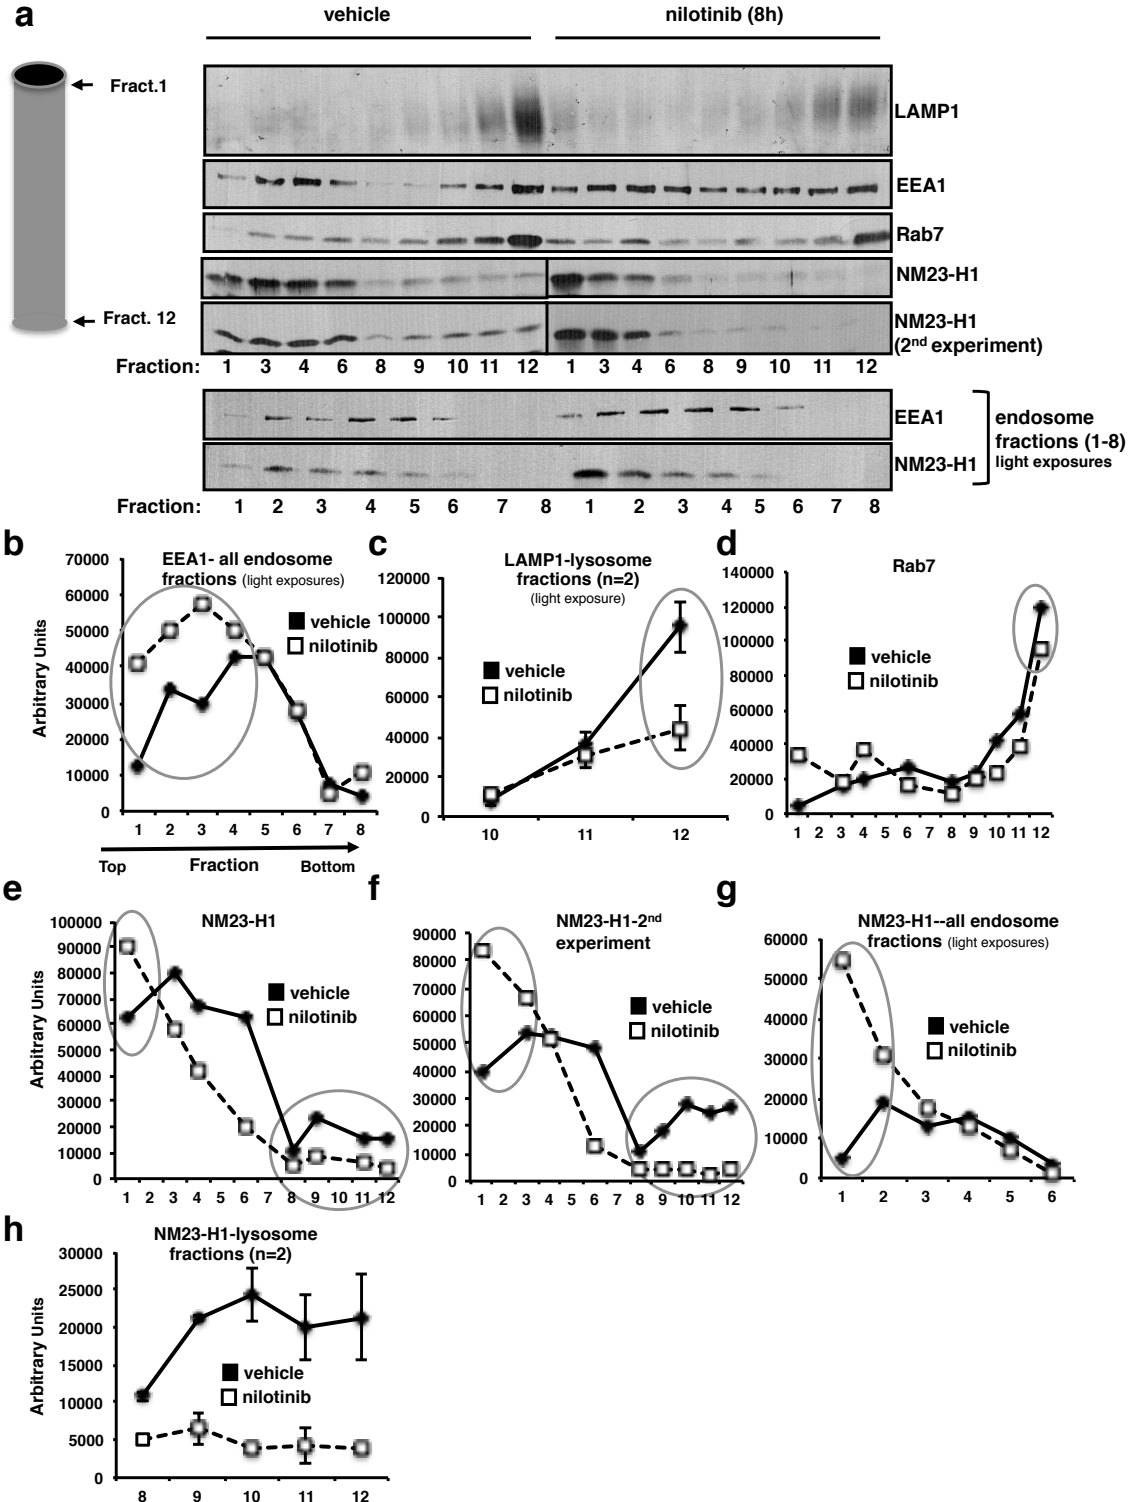 a
vehicle
nilotinib (8h)
Fract.1
LAMP1
EEA1
Rab7
NM23-H1
Fract. 12
NM23-H1
(2nd experiment)
Fraction: 1 3 4 6 8 9 10 11 12 1 3 4 6 8 9 10 11 12
EEA1
NM23-H1
endosome
fractions (1-8)
light exposures
Fraction: 1 2 3 4 5 6 7 8 1 2 3 4 5 6 7 8
b
EEA1- all endosome
fractions (light exposures)
Arbitrary Units
70000
60000
50000
40000
30000
20000
10000
0
vehicle
nilotinib
1 2 3 4 5 6 7 8
Top Fraction Bottom
c
LAMP1-lysosome
fractions (n=2)
(light exposure)
120000
100000
80000
60000
40000
20000
0
vehicle
nilotinib
10 11 12
d
Rab7
140000
120000
100000
80000
60000
40000
20000
0
vehicle
nilotinib
1 2 3 4 5 6 7 8 9 10 11 12
e
NM23-H1
Arbitrary Units
100000
90000
80000
70000
60000
50000
40000
30000
20000
10000
0
vehicle
nilotinib
1 2 3 4 5 6 7 8 9 10 11 12
f
NM23-H1-2nd
experiment
90000
80000
70000
60000
50000
40000
30000
20000
10000
0
vehicle
nilotinib
1 2 3 4 5 6 7 8 9 10 11 12
g
NM23-H1--all endosome
fractions (light exposures)
60000
50000
40000
30000
20000
10000
0
vehicle
nilotinib
1 2 3 4 5 6
h
NM23-H1-lysosome
fractions (n=2)
Arbitrary Units
30000
25000
20000
15000
10000
5000
0
vehicle
nilotinib
8 9 10 11 12